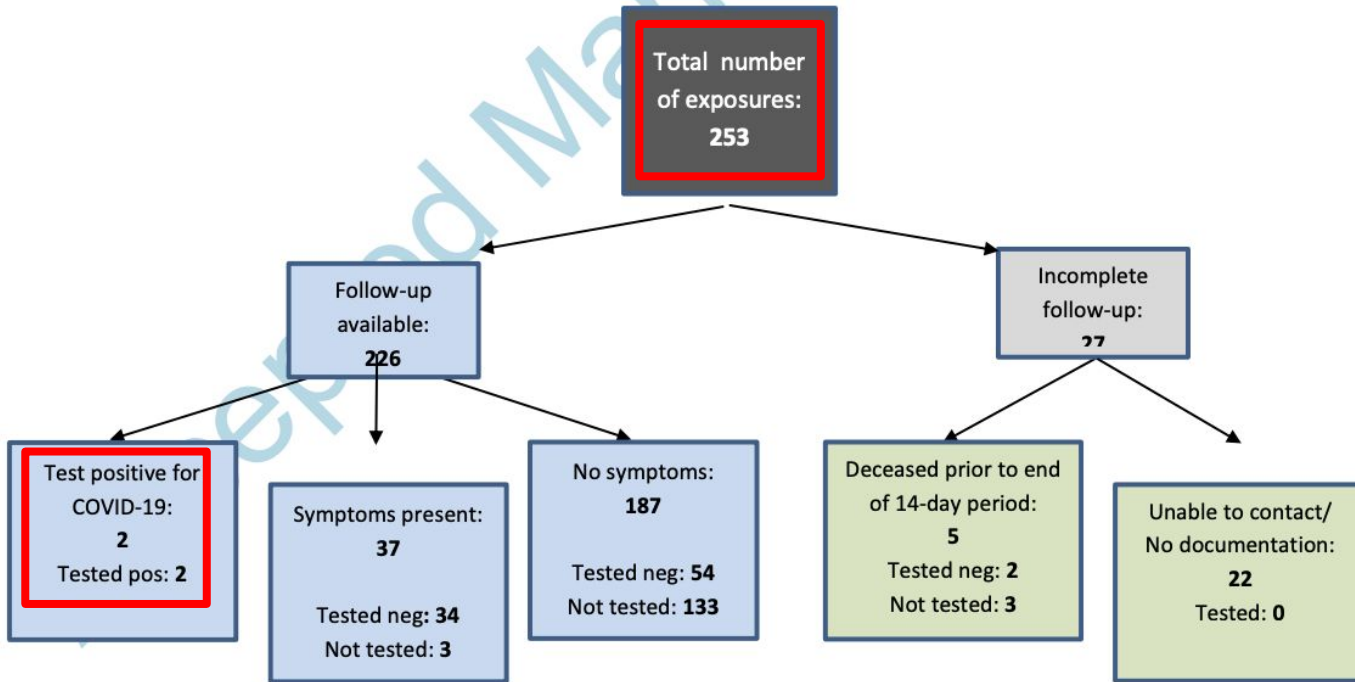 Total number
of exposures:
253
Follow-up
available:
226
Incomplete
follow-up:
27
Test positive for
COVID-19:
2
Tested pos: 2
Symptoms present:
37
Tested neg: 34
Not tested: 3
No symptoms:
187
Tested neg: 54
Not tested: 133
Deceased prior to end
of 14-day period:
5
Tested neg: 2
Not tested: 3
Unable to contact/
No documentation:
22
Tested: 0